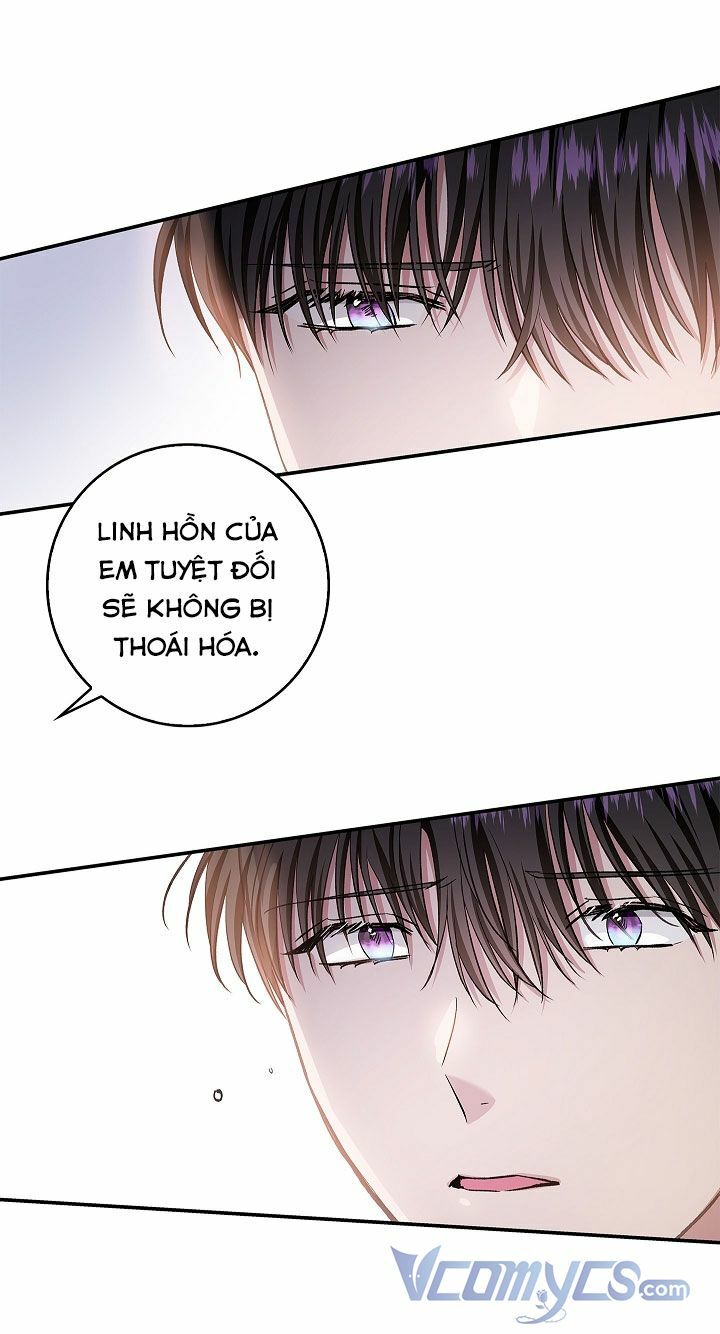 LINH HỒN CỦA
EM TUYỆT ĐỐI
SẼ KHÔNG BỊ
THOÁI HÓA.
VCOMYCS.com